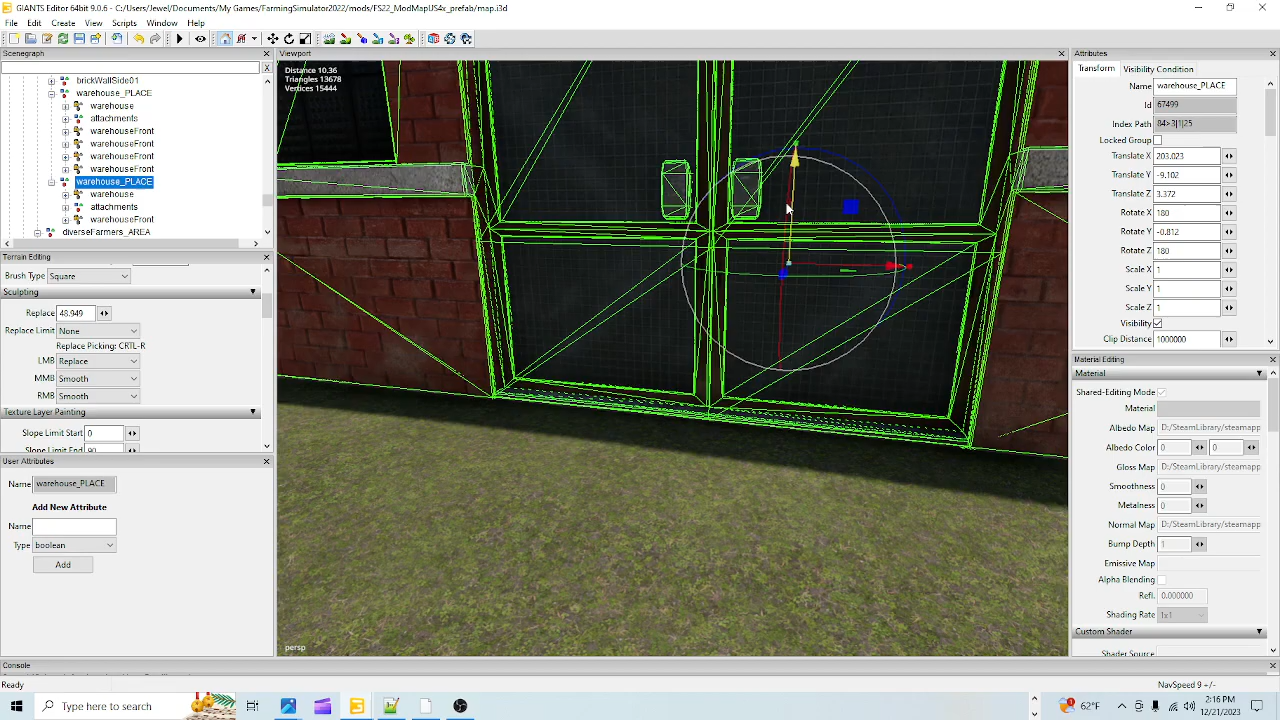 GIANTS Editor 64bit 9.0.6 - C:/Users/Jewel/Documents/My Games/FarmingSimulator2022/mods/FS22_ModMapUS4x_prefab/map.i3d
File Edit Create View Scripts Window Help
Scenegraph
brickWallSide01
warehouse_PLACE
warehouse
attachments
warehouseFront
warehouseFront
warehouseFront
warehouseFront
warehouse_PLACE
warehouse
attachments
warehouseFront
Terrain Editing
Brush Type Square
Sculpting
Replace 48.949
Replace Limit None
Replace Picking: CRTL-R
LMB Replace
MMB Smooth
RMB Smooth
Texture Layer Painting
Slope Limit Start 0
Slope Limit End 90
User Attributes
Name warehouse_PLACE
Add New Attribute
Name
Type boolean
Add
Viewport
Distance 10.36
Triangles 13678
Vertices 15444
persp
Attributes
Transform Visibility Condition
Name warehouse_PLACE
Id 67499
Index Path 84>3|1|25
Locked Group
Translate X 203.023
Translate Y -9.102
Translate Z 3.372
Rotate X 180
Rotate Y -0.812
Rotate Z 180
Scale X 1
Scale Y 1
Scale Z 1
Visibility
Clip Distance 1000000
Material Editing
Material
Shared-Editing Mode
Material
Albedo Map D:/SteamLibrary/steamapp
Albedo Color 0 0
Gloss Map D:/SteamLibrary/steamapp
Smoothness 0
Metalness 0
Normal Map D:/SteamLibrary/steamapp
Bump Depth 1
Emissive Map
Alpha Blending
Refl. 0.000000
Shading Rate 1x1
Custom Shader
Shader Source
Console
Ready
NavSpeed 9 -/+
Type here to search
62°F
2:16 PM
12/21/2023